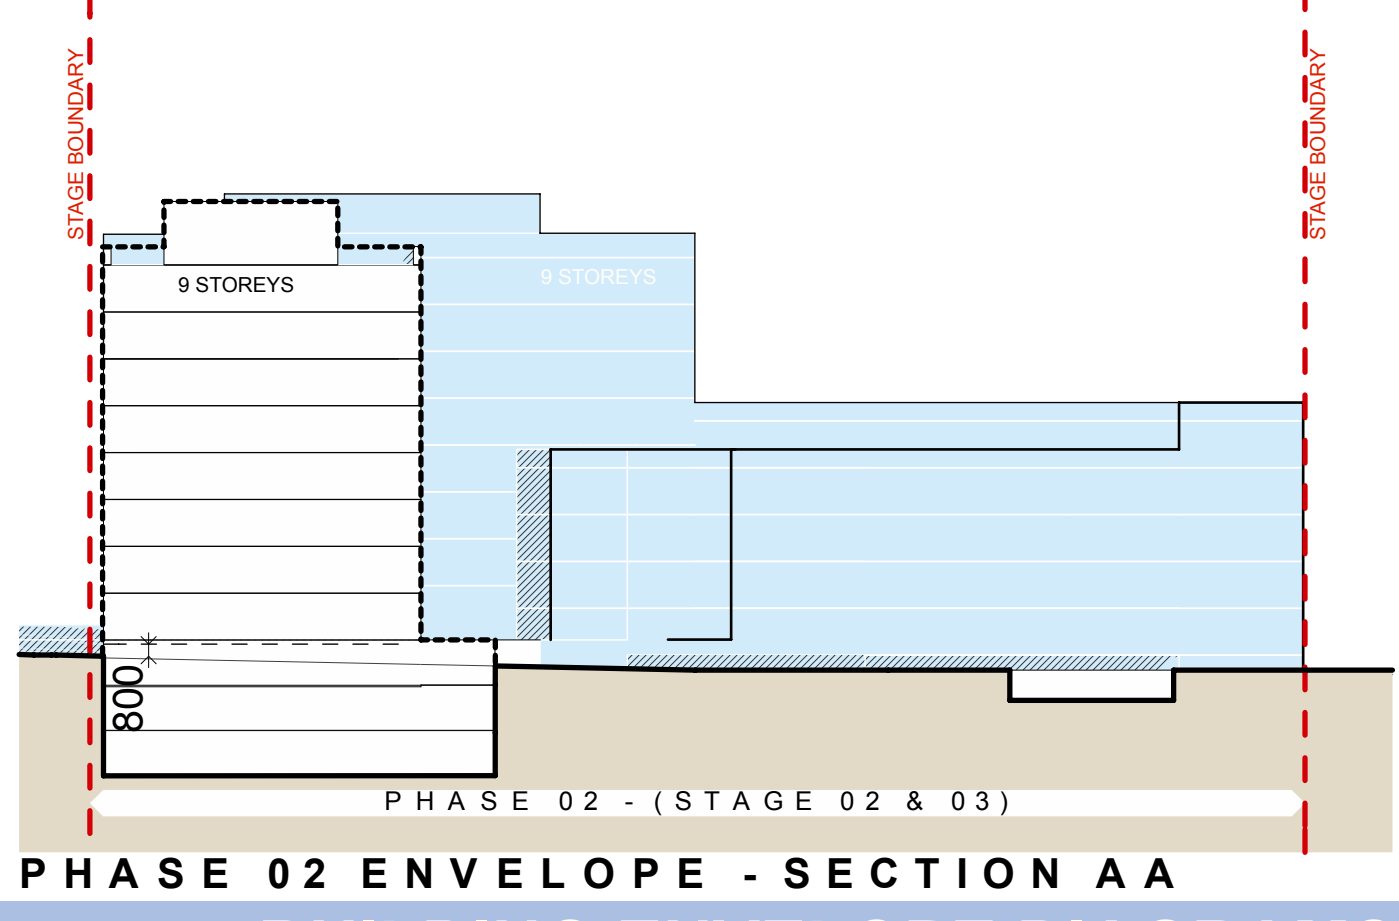 STAGE BOUNDARY
STAGE BOUNDARY
9 STOREYS
9 STOREYS
800
PHASE 02 - (STAGE 02 & 03)
PHASE 02 ENVELOPE - SECTION AA